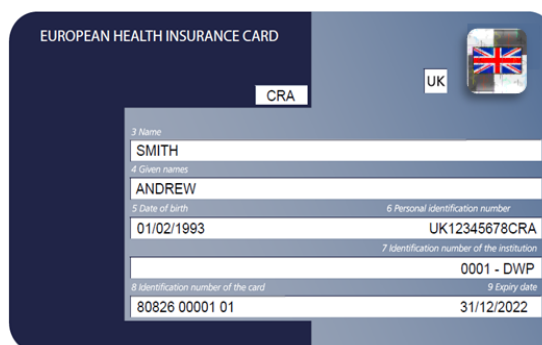 EUROPEAN HEALTH INSURANCE CARD
UK
CRA
3 Name
SMITH
4 Given names
ANDREW
5 Date of birth 6 Personal identification number
01/02/1993 UK12345678CRA
7 Identification number of the institution
0001 - DWP
8 Identification number of the card 9 Expiry date
80826 00001 01 31/12/2022